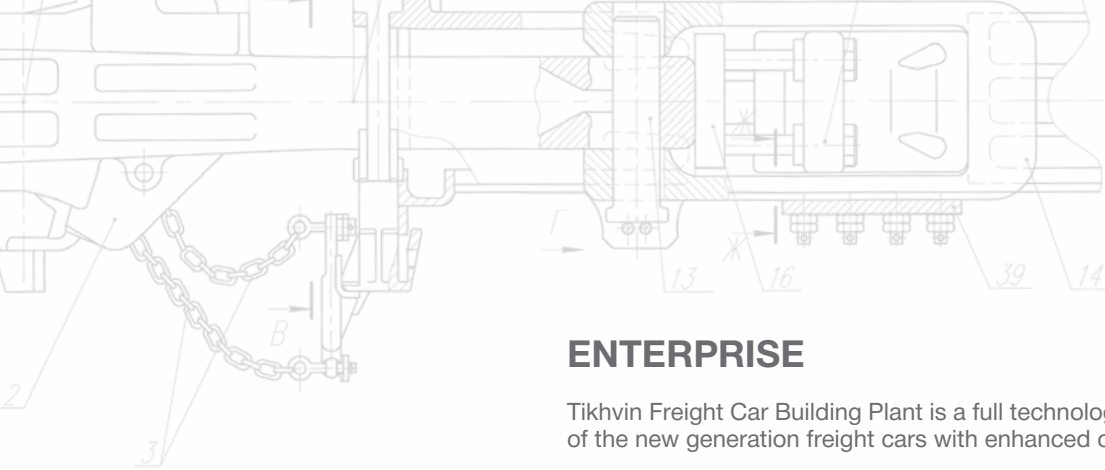 Ж
Г
Ж
13
16
39
14
В
2
3
ENTERPRISE
Tikhvin Freight Car Building Plant is a full
of the new generation freight cars with enhanced